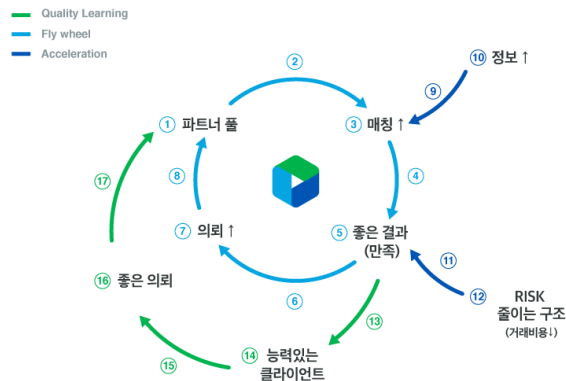 Quality Learning
Fly wheel
Acceleration
① 파트너 풀
②
③ 매칭 ↑
④
⑤ 좋은 결과
(만족)
⑥
⑦ 의뢰 ↑
⑧
⑨
⑩ 정보 ↑
⑪
⑫ RISK
줄이는 구조
(거래비용↓)
⑬
⑭ 능력있는
클라이언트
⑮
⑯ 좋은 의뢰
⑰